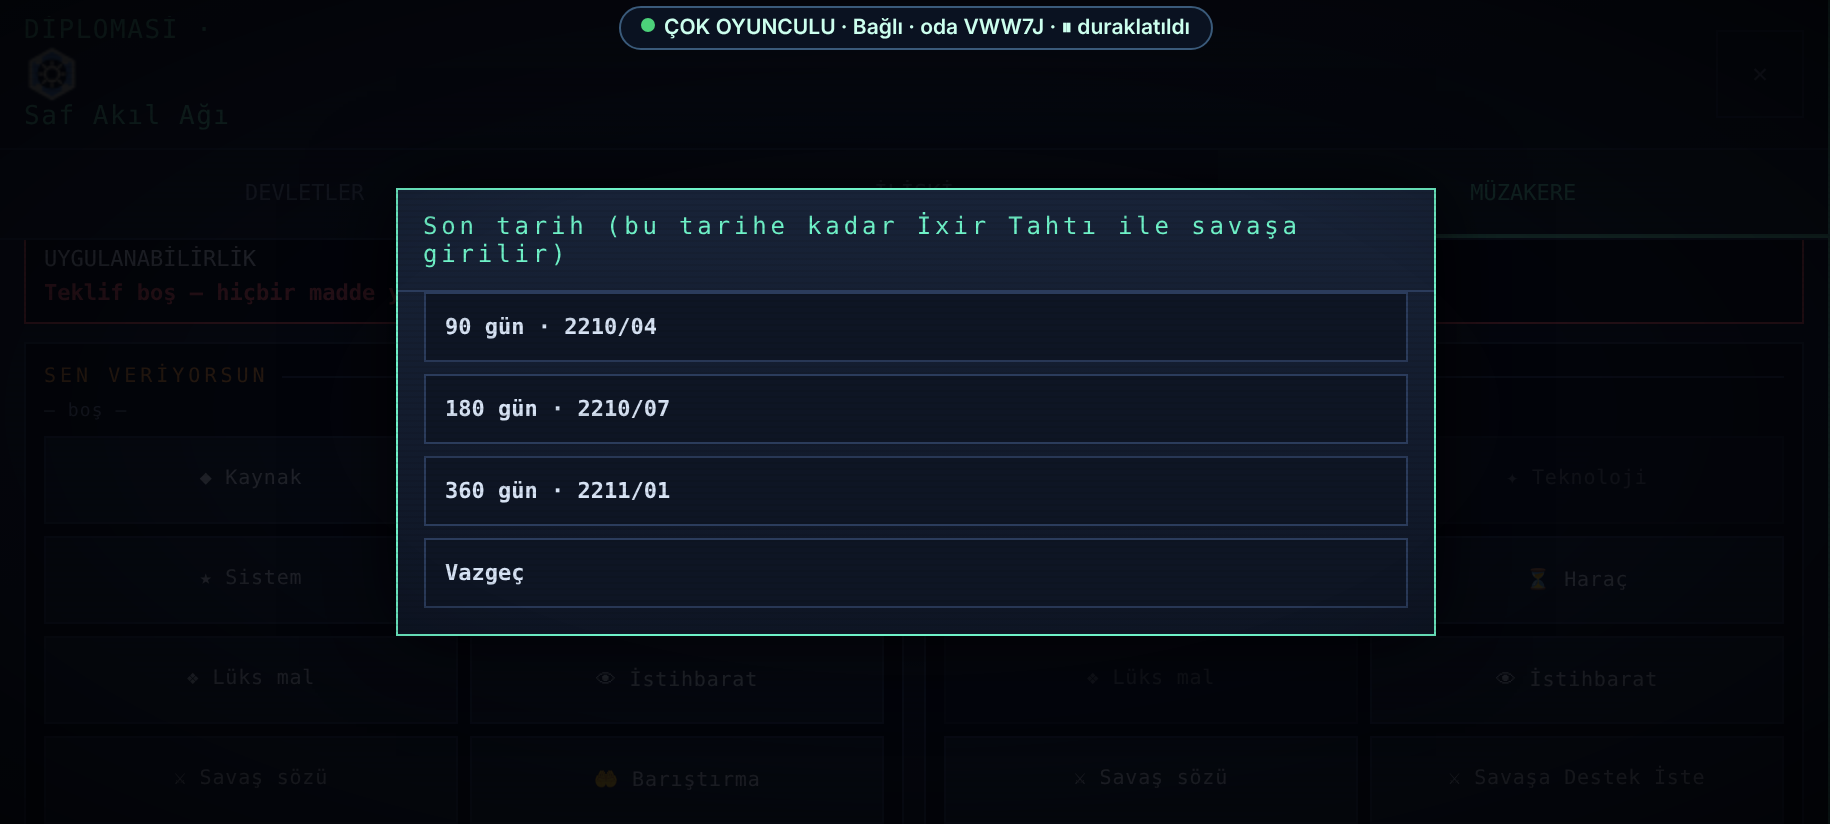 ÇOK OYUNCULU · Bağlı · oda VWW7J · ⏸ duraklatıldı
DİPLOMASİ ·
Saf Akıl Ağı
×
DEVLETLER
MÜZAKERE
Son tarih (bu tarihe kadar İxir Tahtı ile savaşa
girilir)
UYGULANABİLİRLİK
Teklif boş — hiçbir madde
90 gün · 2210/04
180 gün · 2210/07
360 gün · 2211/01
Vazgeç
SEN VERİYORSUN
— boş —
◆ Kaynak
✦ Teknoloji
★ Sistem
⏳ Haraç
❖ Lüks mal
👁 İstihbarat
❖ Lüks mal
👁 İstihbarat
⚔ Savaş sözü
🤲 Barıştırma
⚔ Savaş sözü
⚔ Savaşa Destek İste